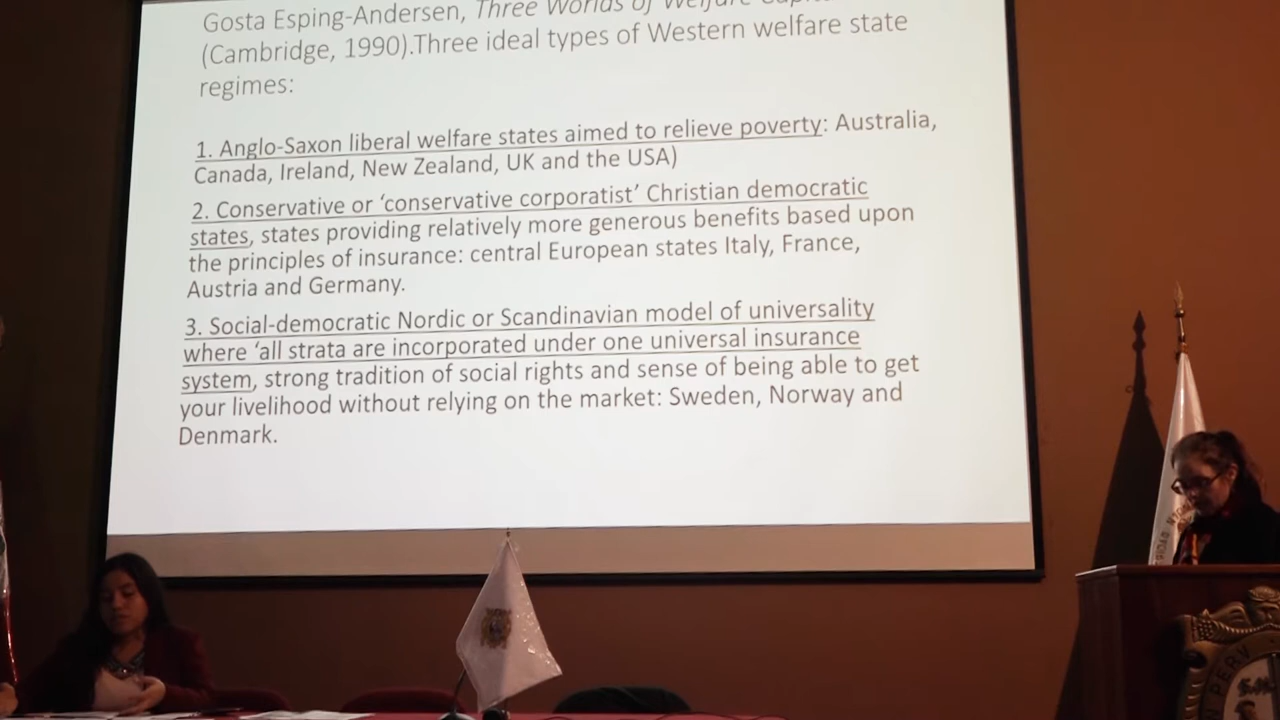 Gosta Esping-Andersen, Three Worlds of Welfare
(Cambridge, 1990).Three ideal types of Western welfare state
regimes:
1. Anglo-Saxon liberal welfare states aimed to relieve poverty: Australia,
Canada, Ireland, New Zealand, UK and the USA)
2. Conservative or ‘conservative corporatist’ Christian democratic
states, states providing relatively more generous benefits based upon
the principles of insurance: central European states Italy, France,
Austria and Germany.
3. Social-democratic Nordic or Scandinavian model of universality
where ‘all strata are incorporated under one universal insurance
system, strong tradition of social rights and sense of being able to get
your livelihood without relying on the market: Sweden, Norway and
Denmark.
PERV